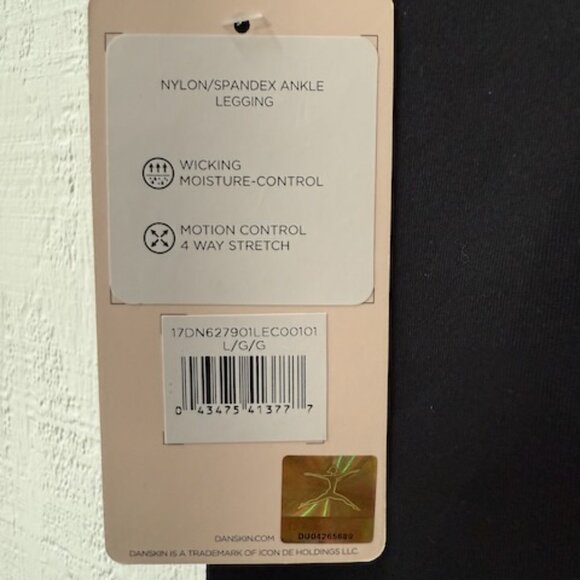 NYLON/SPANDEX ANKLE
LEGGING
WICKING
MOISTURE-CONTROL
MOTION CONTROL
4 WAY STRETCH
17DN627901LEC00101
L/G/G
0 43475 41377 7
DU04265689
DANSKIN.COM
DANSKIN IS A TRADEMARK OF ICON DE HOLDINGS LLC.